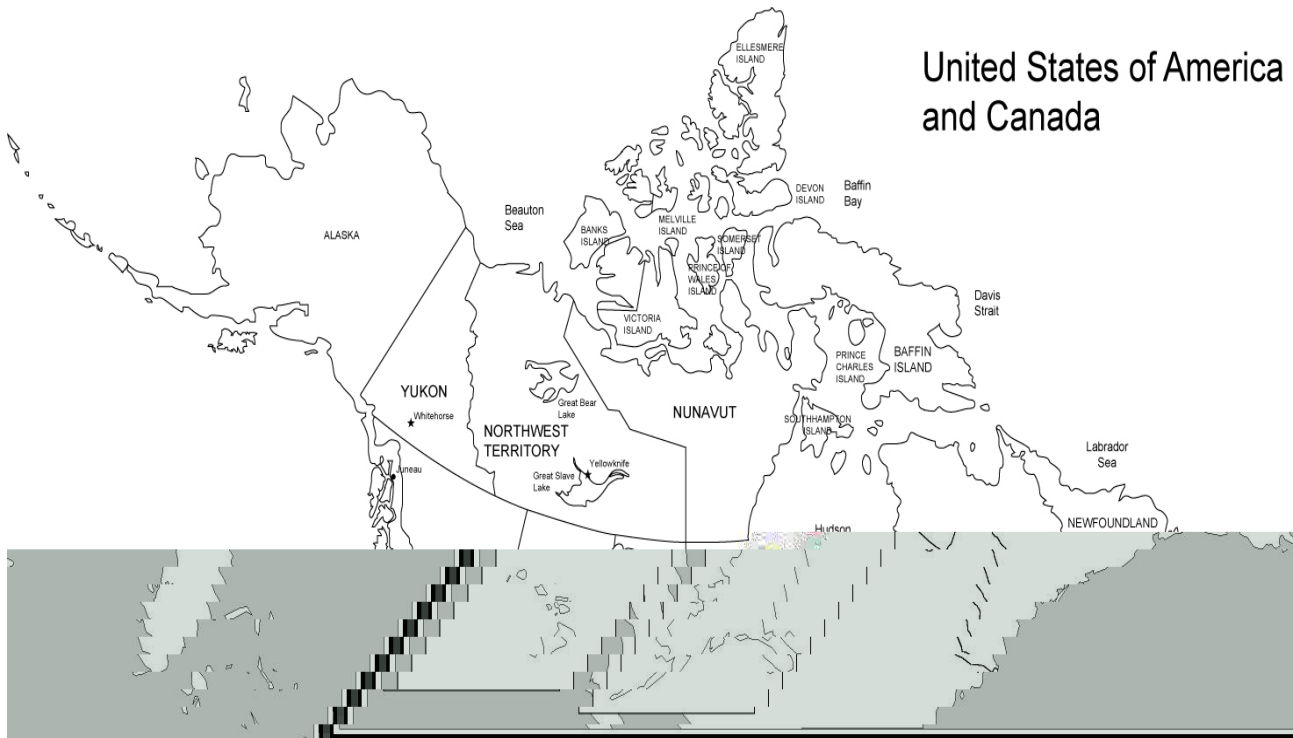 United States of America
and Canada
ELLESMERE
ISLAND
DEVON
ISLAND
Baffin
Bay
Beauton
Sea
BANKS
ISLAND
MELVILLE
ISLAND
SOMERSET
ISLAND
ALASKA
PRINCE OF
WALES
ISLAND
VICTORIA
ISLAND
Davis
Strait
PRINCE
CHARLES
ISLAND
BAFFIN
ISLAND
YUKON
Whitehorse
Great Bear
Lake
NUNAVUT
SOUTHHAMPTON
ISLAND
NORTHWEST
TERRITORY
Labrador
Sea
Juneau
Yellowknife
Great Slave
Lake
Hudson
NEWFOUNDLAND